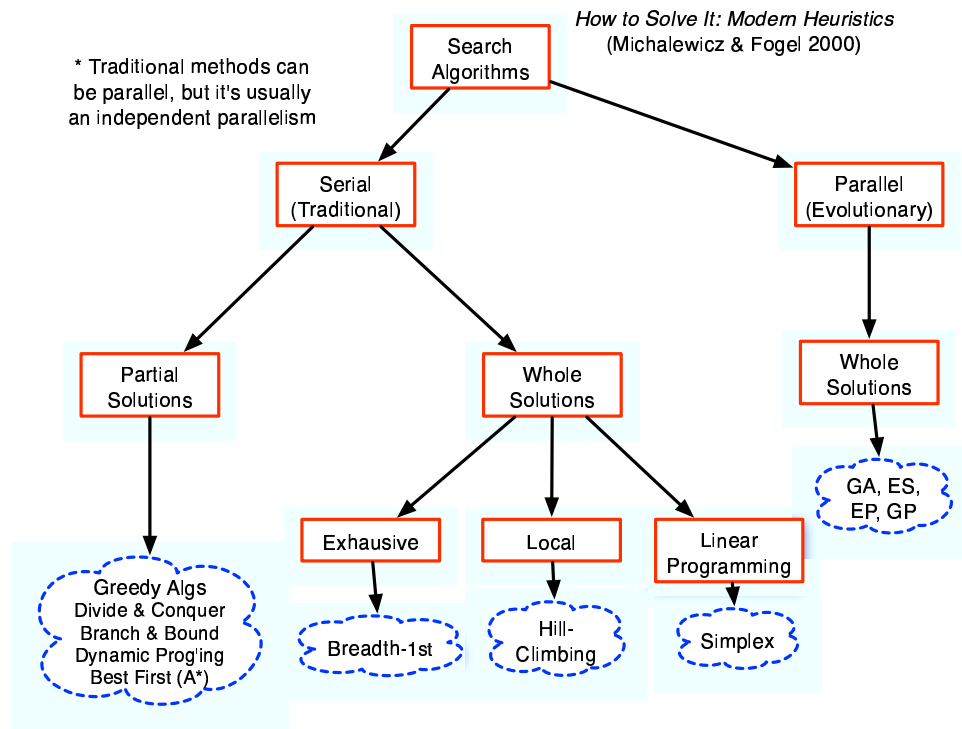 How to Solve It: Modern Heuristics
(Michalewicz & Fogel 2000)
* Traditional methods can
be parallel, but it's usually
an independent parallelism
Search
Algorithms
Serial
(Traditional)
Parallel
(Evolutionary)
Partial
Solutions
Whole
Solutions
Whole
Solutions
GA, ES,
EP, GP
Exhausive
Local
Linear
Programming
Greedy Algs
Divide & Conquer
Branch & Bound
Dynamic Prog'ing
Best First (A*)
Breadth-1st
Hill-
Climbing
Simplex